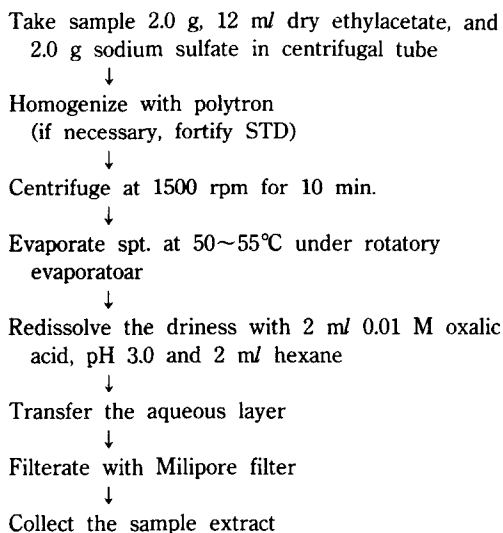 Take sample 2.0 g, 12 ml dry ethylacetate, and
2.0 g sodium sulfate in centrifugal tube
↓
Homogenize with polytron
(if necessary, fortify STD)
↓
Centrifuge at 1500 rpm for 10 min.
↓
Evaporate spt. at 50~55℃ under rotatory
evaporatoar
↓
Redissolve the driness with 2 ml 0.01 M oxalic
acid, pH 3.0 and 2 ml hexane
↓
Transfer the aqueous layer
↓
Filterate with Milipore filter
↓
Collect the sample extract